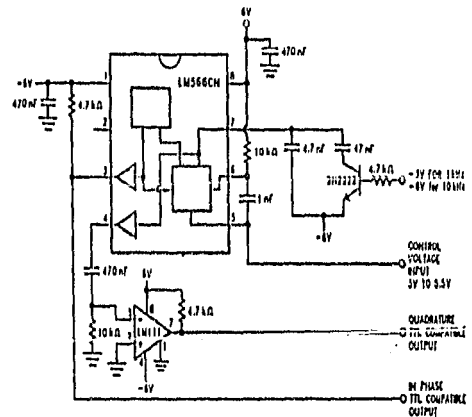 6V
470 nF
-6V
1
LM566CH
8
470 nF
4.7 kΩ
2
7
10 kΩ
4.7 nF
47 nF
3
6
2N2222
4.7 kΩ
1 nF
4
5
470 nF
CONTROL
VOLTAGE
INPUT
3V TO 5.5V
6V
4.7 kΩ
10 kΩ
LM111
7
QUADRATURE
TTL COMPATIBLE
OUTPUT
-6V
IN PHASE
TTL COMPATIBLE
OUTPUT